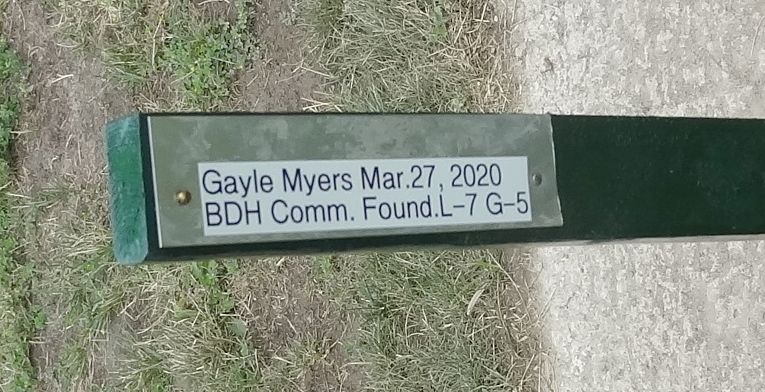 Gayle Myers Mar.27, 2020
BDH Comm. Found.L-7 G-5